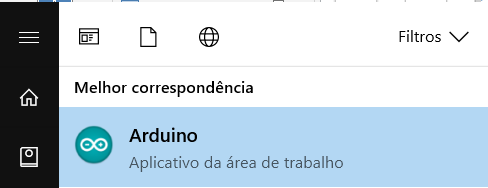 Filtros
Melhor correspondência
Arduino
Aplicativo da área de trabalho